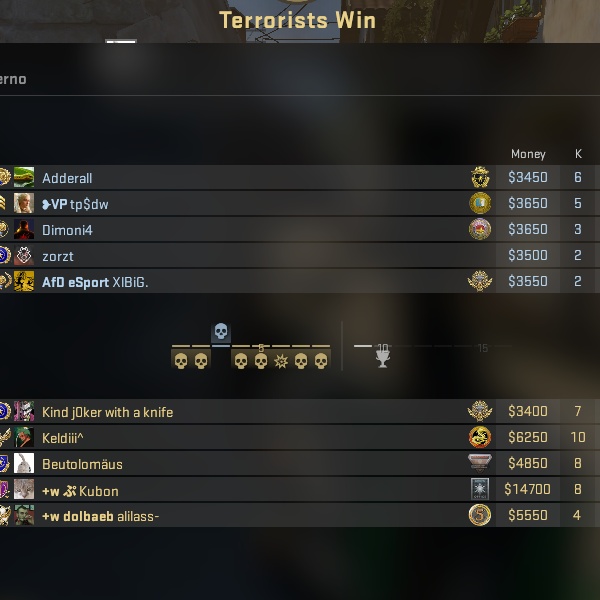 Terrorists Win
erno
Money K
Adderall $3450 6
❥VP tp$dw $3650 5
Dimoni4 $3650 3
zorzt $3500 2
AfD eSport XlBiG. $3550 2
5 10 15
Kind j0ker with a knife $3400 7
Keldiii^ $6250 10
Beutolomäus $4850 8
+w Kubon $14700 8
+w dolbaeb alilass- 5 $5550 4